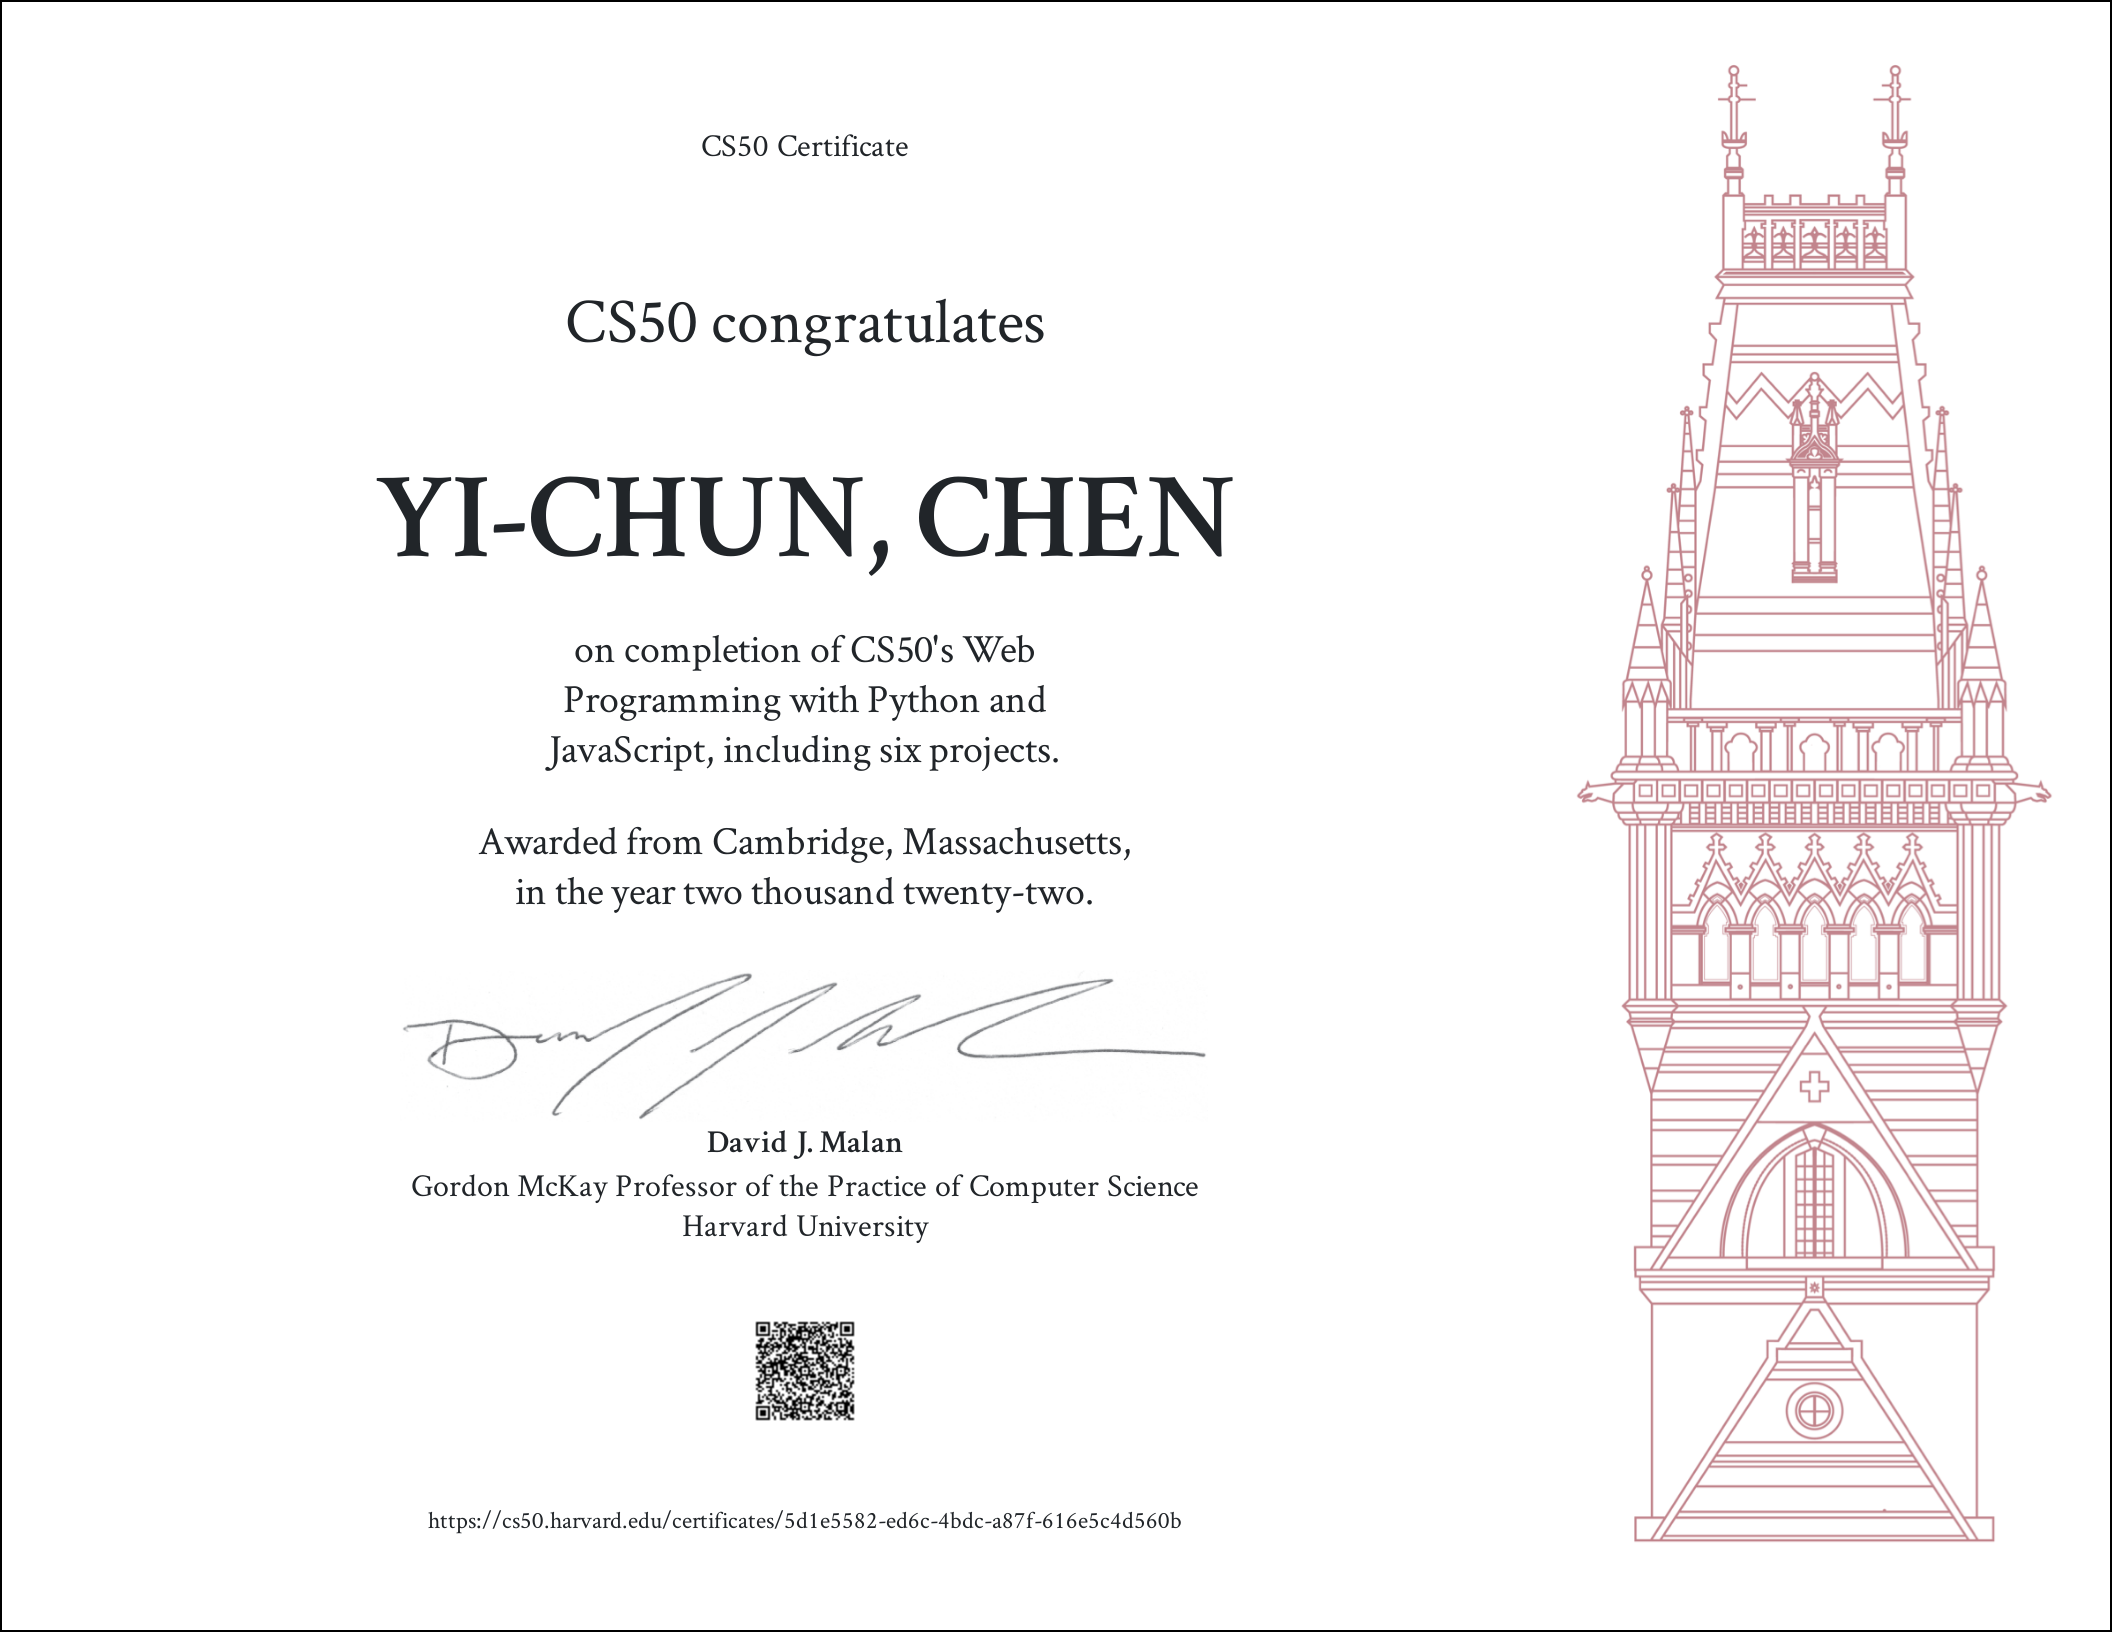 CS50 Certificate
CS50 congratulates
YI-CHUN, CHEN
on completion of CS50's Web
Programming with Python and
JavaScript, including six projects.
Awarded from Cambridge, Massachusetts,
in the year two thousand twenty-two.
David J. Malan
Gordon McKay Professor of the Practice of Computer Science
Harvard University
https://cs50.harvard.edu/certificates/5d1e5582-ed6c-4bdc-a87f-616e5c4d560b